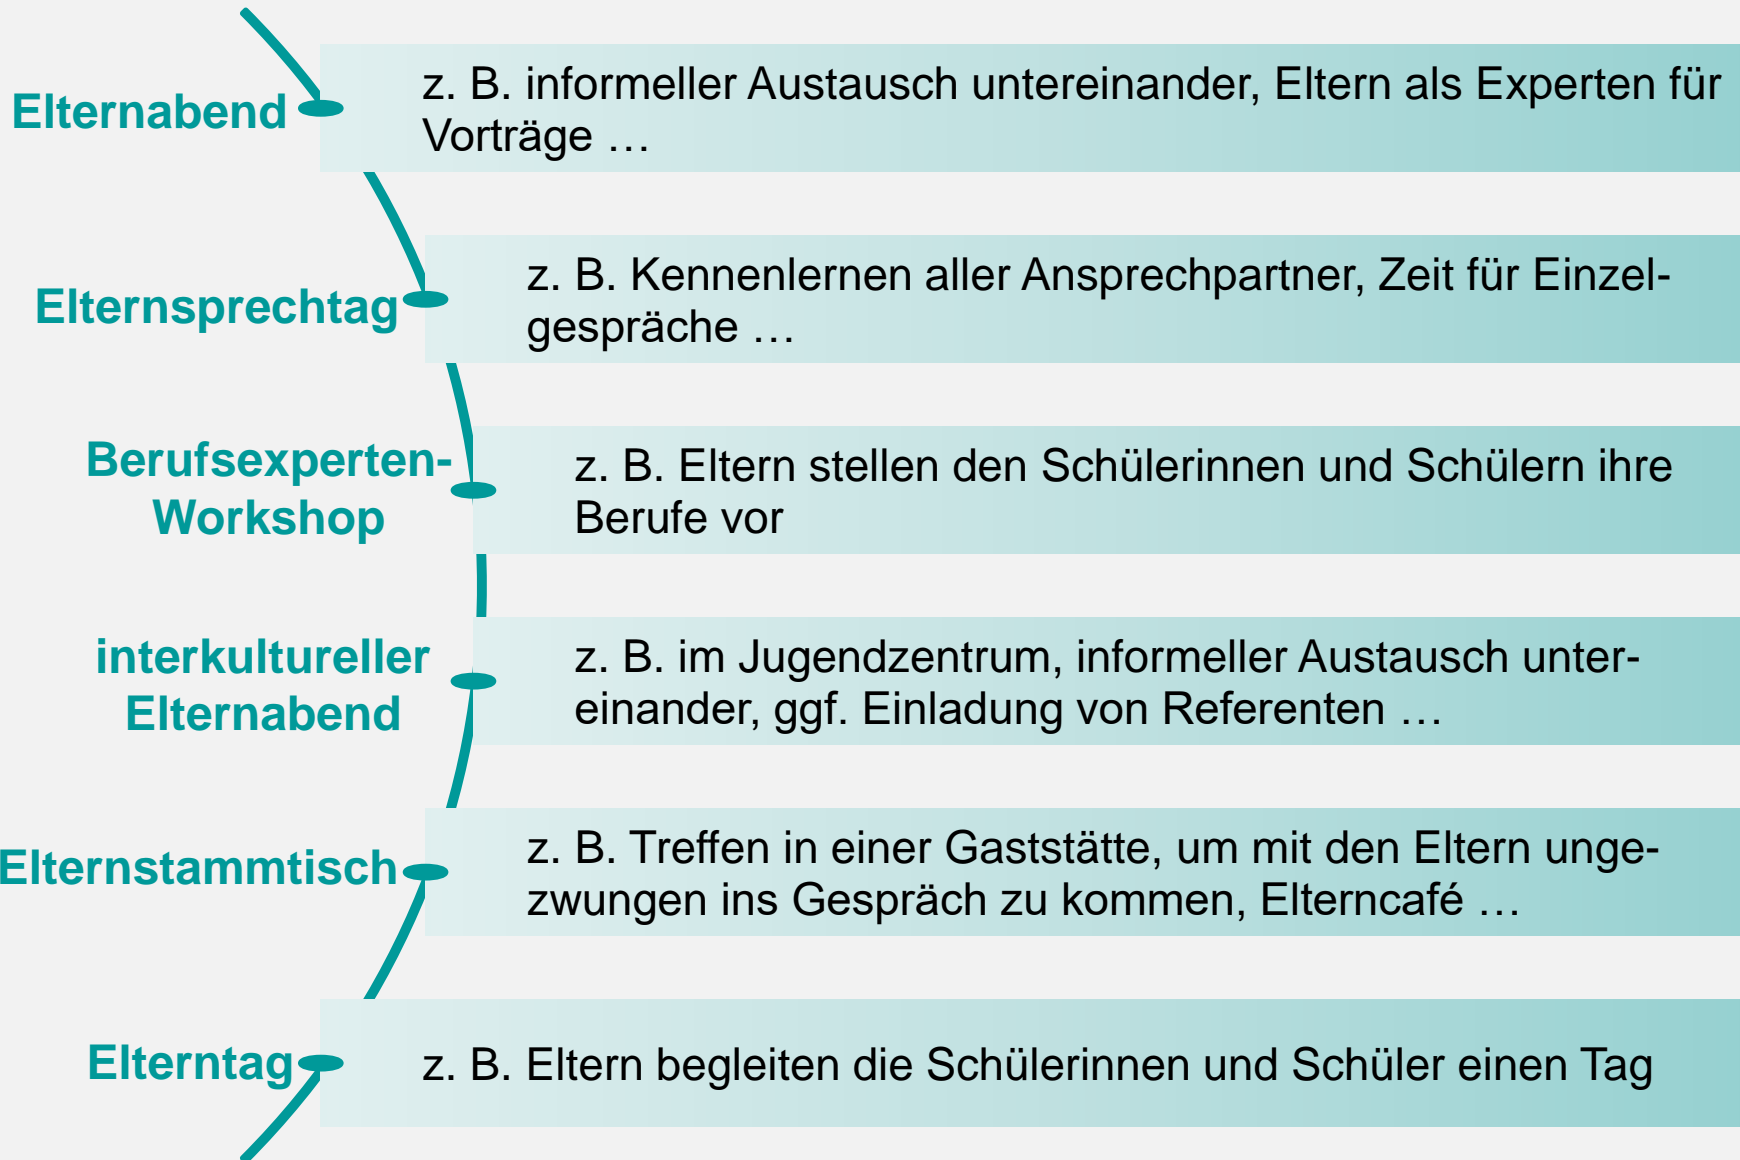 Elternabend
z. B. informeller Austausch untereinander, Eltern als Experten für
Vorträge …
Elternsprechtag
z. B. Kennenlernen aller Ansprechpartner, Zeit für Einzel-
gespräche …
Berufsexperten-
Workshop
z. B. Eltern stellen den Schülerinnen und Schülern ihre
Berufe vor
interkultureller
Elternabend
z. B. im Jugendzentrum, informeller Austausch unter-
einander, ggf. Einladung von Referenten …
Elternstammtisch
z. B. Treffen in einer Gaststätte, um mit den Eltern unge-
zwungen ins Gespräch zu kommen, Elterncafé …
Elterntag
z. B. Eltern begleiten die Schülerinnen und Schüler einen Tag